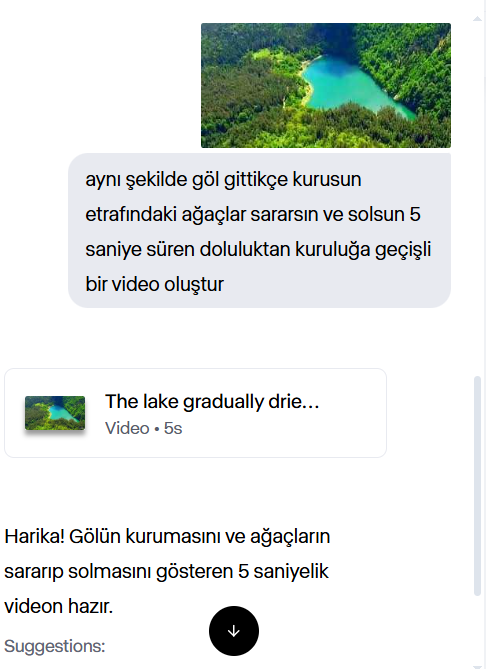 aynı şekilde göl gittikçe kurusun
etrafındaki ağaçlar sararsın ve solsun 5
saniye süren doluluktan kuruluğa geçişli
bir video oluştur
The lake gradually drie...
Video • 5s
Harika! Gölün kurumasını ve ağaçların
sararıp solmasını gösteren 5 saniyelik
videon hazır.
Suggestions: